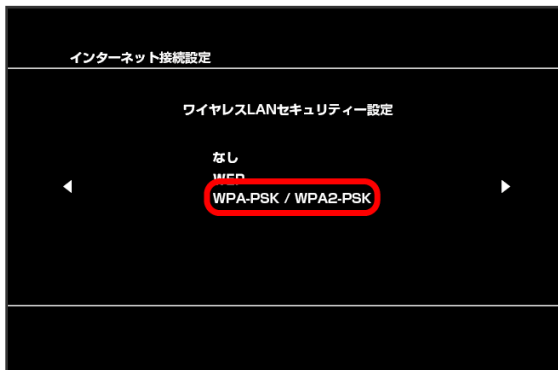 インターネット接続設定
ワイヤレスLANセキュリティー設定
なし
WEP
WPA-PSK / WPA2-PSK